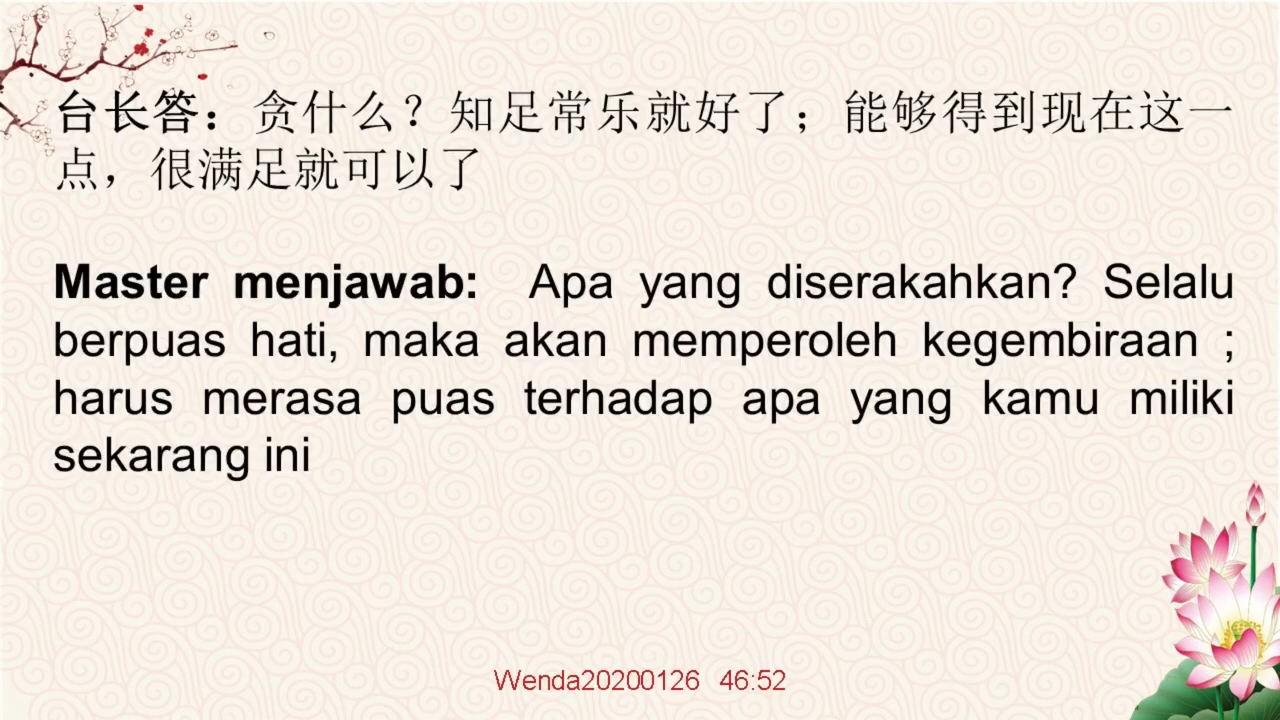 台长答：贪什么？知足常乐就好了；能够得到现在这一
点，很满足就可以了
Master menjawab: Apa yang diserakahkan? Selalu
berpuas hati, maka akan memperoleh kegembiraan ;
harus merasa puas terhadap apa yang kamu miliki
sekarang ini
Wenda20200126 46:52